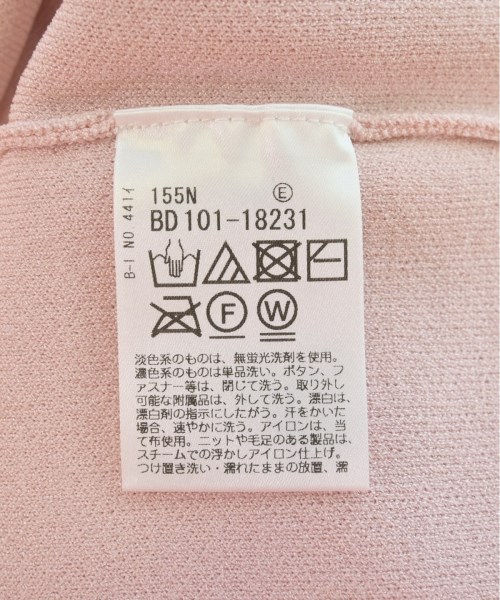 155N Ⓔ
BD 101-18231
B-I NO 441イ
F W
淡色系のものは、無蛍光洗剤を使用。
濃色系のものは単品洗い。ボタン、フ
ァスナー等は、閉じて洗う。取り外し
可能な附属品は、外して洗う。漂白は、
漂白剤の指示にしたがう。汗をかいた
場合、速やかに洗う。アイロンは、当
て布使用。ニットや毛足のある製品は、
スチームでの浮かしアイロン仕上げ。
つけ置き洗い・濡れたままの放置、濡